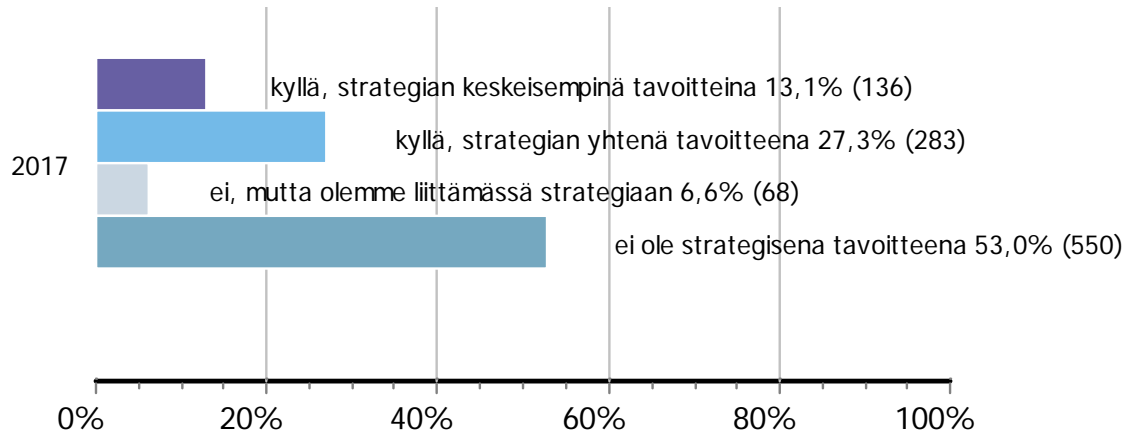 kyllä, strategian keskeisempinä tavoitteina 13,1% (136)
kyllä, strategian yhtenä tavoitteena 27,3% (283)
2017
ei, mutta olemme liittämässä strategiaan 6,6% (68)
ei ole strategisena tavoitteena 53,0% (550)
0% 20% 40% 60% 80% 100%